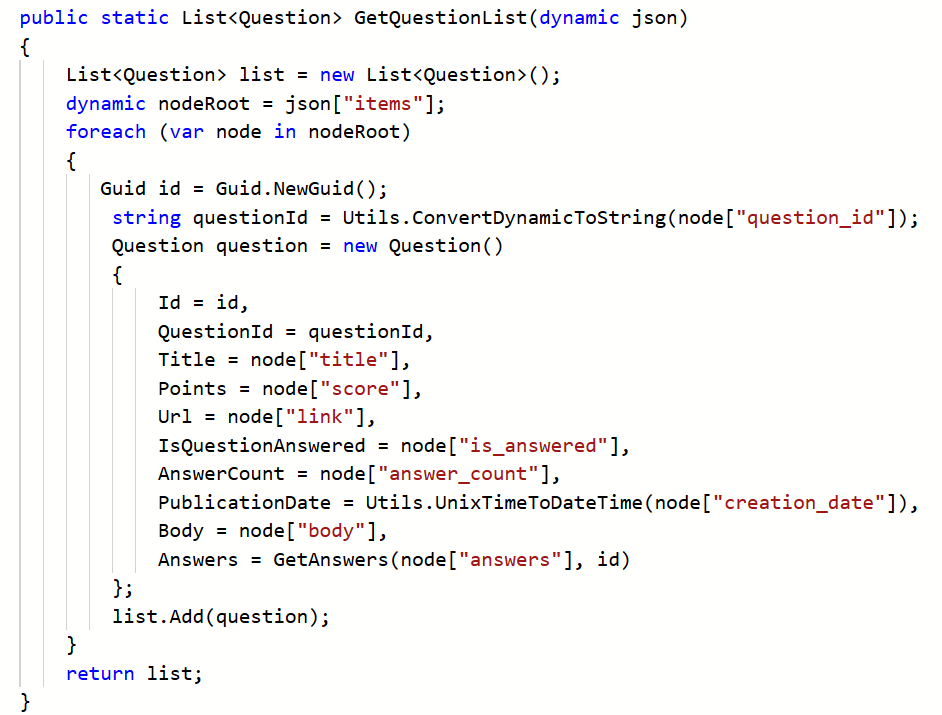 public static List<Question> GetQuestionList(dynamic json)
{
    List<Question> list = new List<Question>();
    dynamic nodeRoot = json["items"];
    foreach (var node in nodeRoot)
    {
       Guid id = Guid.NewGuid();
        string questionId = Utils.ConvertDynamicToString(node["question_id"]);
        Question question = new Question()
        {
            Id = id,
            QuestionId = questionId,
            Title = node["title"],
            Points = node["score"],
            Url = node["link"],
            IsQuestionAnswered = node["is_answered"],
            AnswerCount = node["answer_count"],
            PublicationDate = Utils.UnixTimeToDateTime(node["creation_date"]),
            Body = node["body"],
            Answers = GetAnswers(node["answers"], id)
        };
        list.Add(question);
    }
    return list;
}